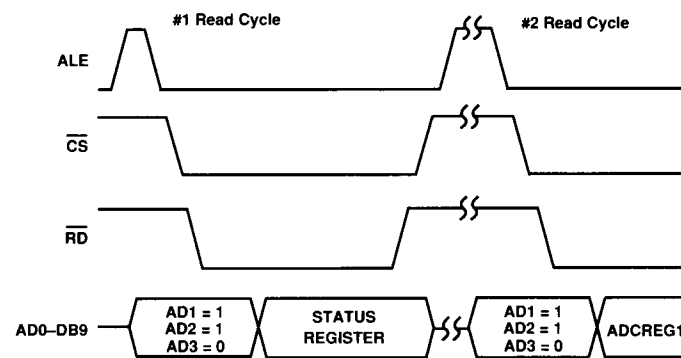 #1 Read Cycle
#2 Read Cycle
ALE
CS
RD
AD0–DB9
AD1 = 1
AD2 = 1
AD3 = 0
STATUS
REGISTER
AD1 = 1
AD2 = 1
AD3 = 0
ADCREG1